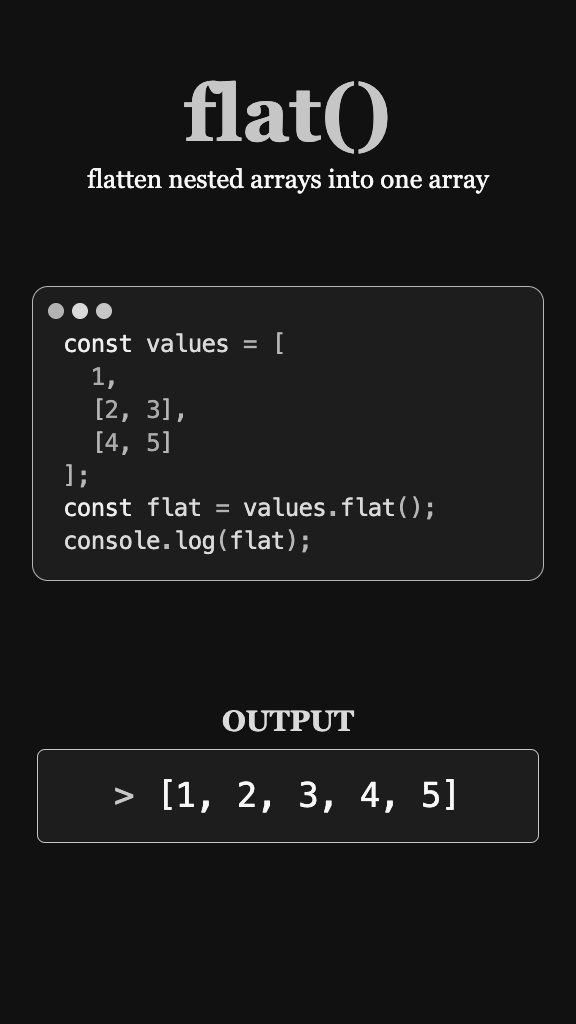 flat()
flatten nested arrays into one array
const values = [
  1,
  [2, 3],
  [4, 5]
];
const flat = values.flat();
console.log(flat);
OUTPUT
> [1, 2, 3, 4, 5]